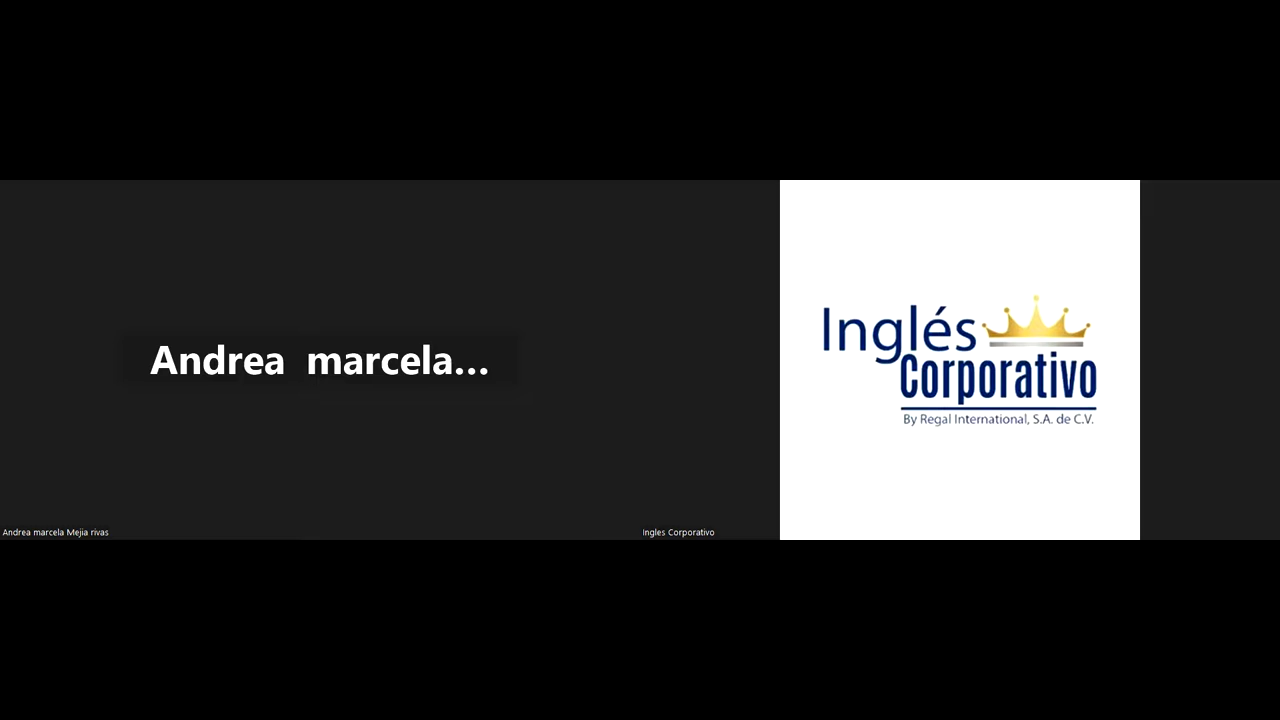 Andrea marcela...
Andrea marcela Mejia rivas
Inglés
Corporativo
By Regal International, S.A. de C.V.
Ingles Corporativo